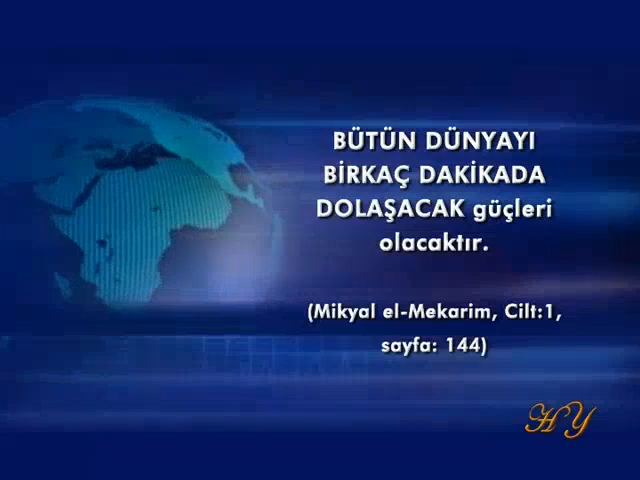 BÜTÜN DÜNYAYI
BİRKAÇ DAKİKADA
DOLAŞACAK güçleri
olacaktır.
(Mikyal el-Mekarim, Cilt:1,
sayfa: 144)
HY